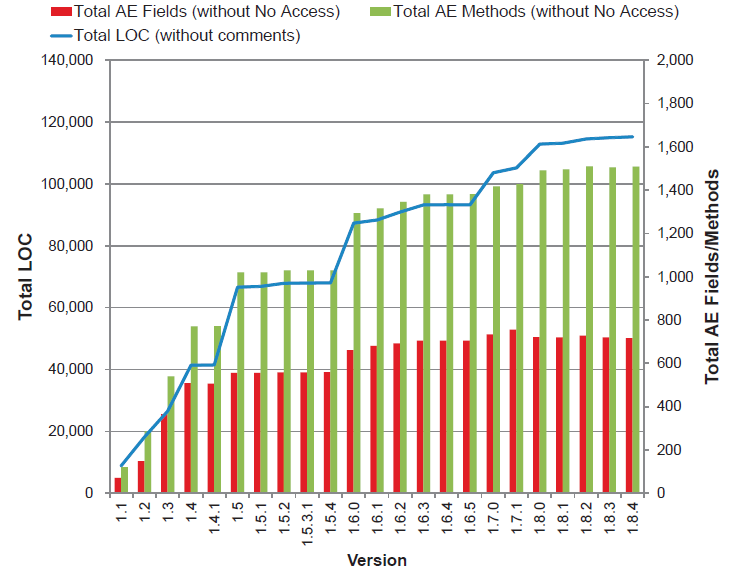 Total AE Fields (without No Access) Total AE Methods (without No Access)
Total LOC (without comments)
140,000 2,000
120,000 1,800
100,000 1,600
80,000 1,400
60,000 1,200
40,000 1,000
20,000 800
0 600
400
200
0
Total LOC
Total AE Fields/Methods
1.1 1.2 1.3 1.4 1.4.1 1.5 1.5.1 1.5.2 1.5.3.1 1.5.4 1.6.0 1.6.1 1.6.2 1.6.3 1.6.4 1.6.5 1.7.0 1.7.1 1.8.0 1.8.1 1.8.2 1.8.3 1.8.4
Version